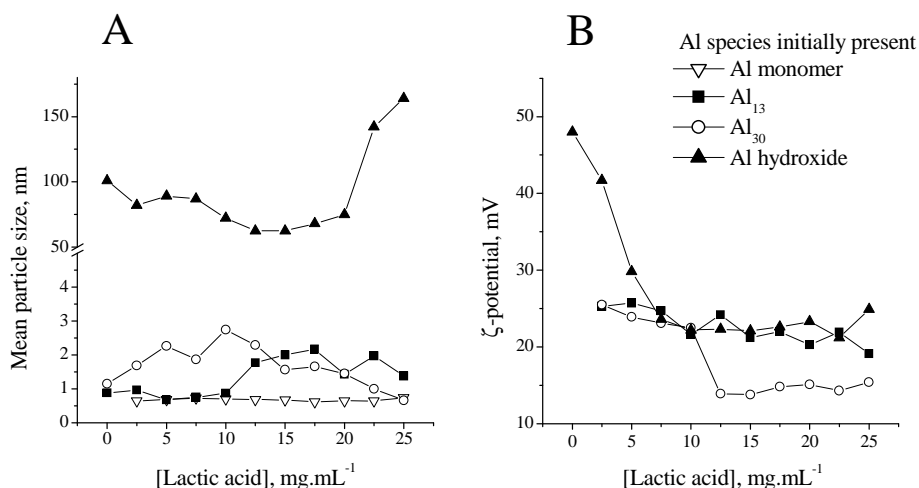 A
Mean particle size, nm
150
100
50
5
4
3
2
1
0
0 5 10 15 20 25
[Lactic acid], mg.mL⁻¹
B
Al species initially present
Al monomer
Al₁₃
Al₃₀
Al hydroxide
ζ-potential, mV
50
40
30
20
10
0 5 10 15 20 25
[Lactic acid], mg.mL⁻¹